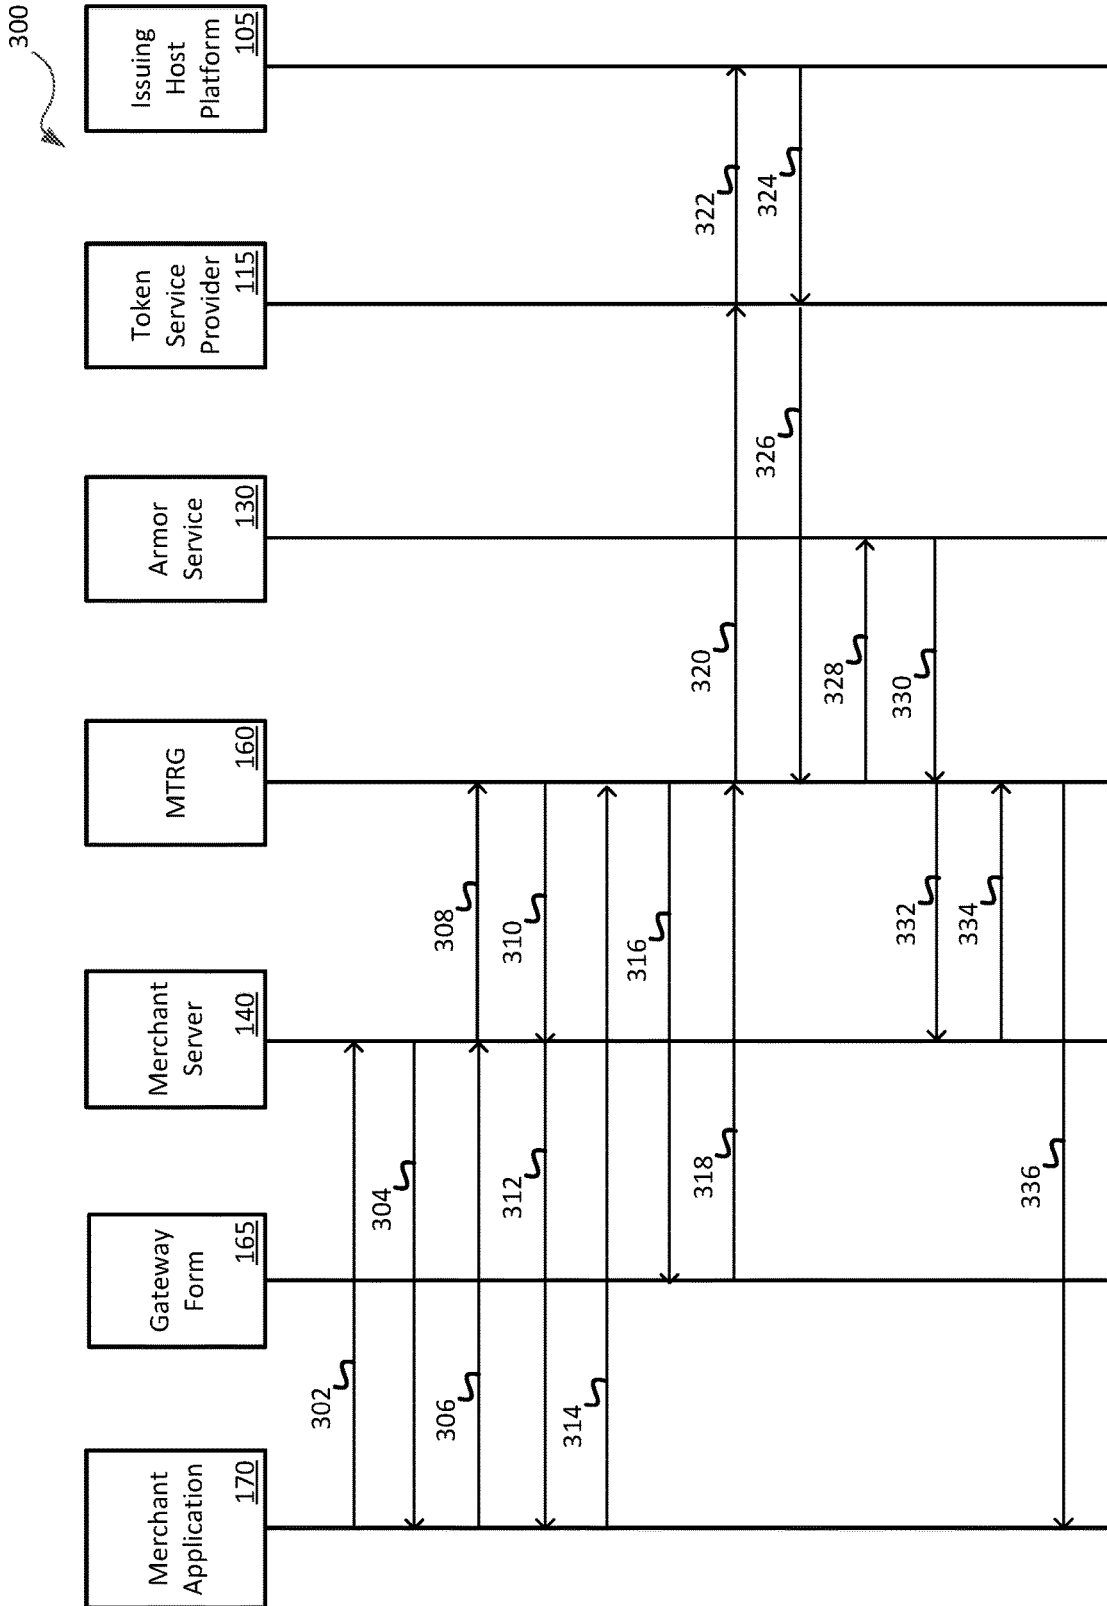 300
Merchant
Application
170
Gateway
Form
165
Merchant
Server
140
MTRG
160
Armor
Service
130
Token
Service
Provider
115
Issuing
Host
Platform
105
302
304
306
308
310
312
314
316
318
320
322
324
326
328
330
332
334
336